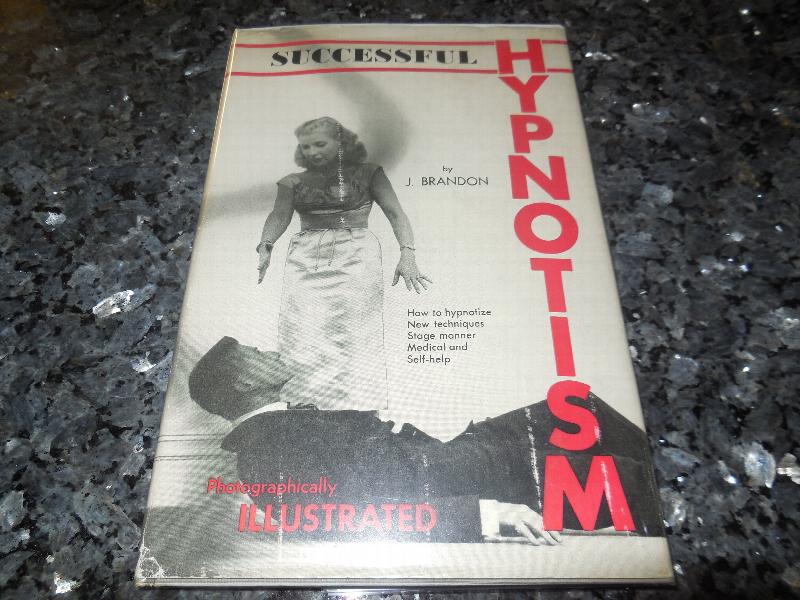 SUCCESSFUL
HYPNOTISM
by
J. BRANDON
How to hypnotize
New techniques
Stage manner
Medical and
Self-help
Photographically
ILLUSTRATED